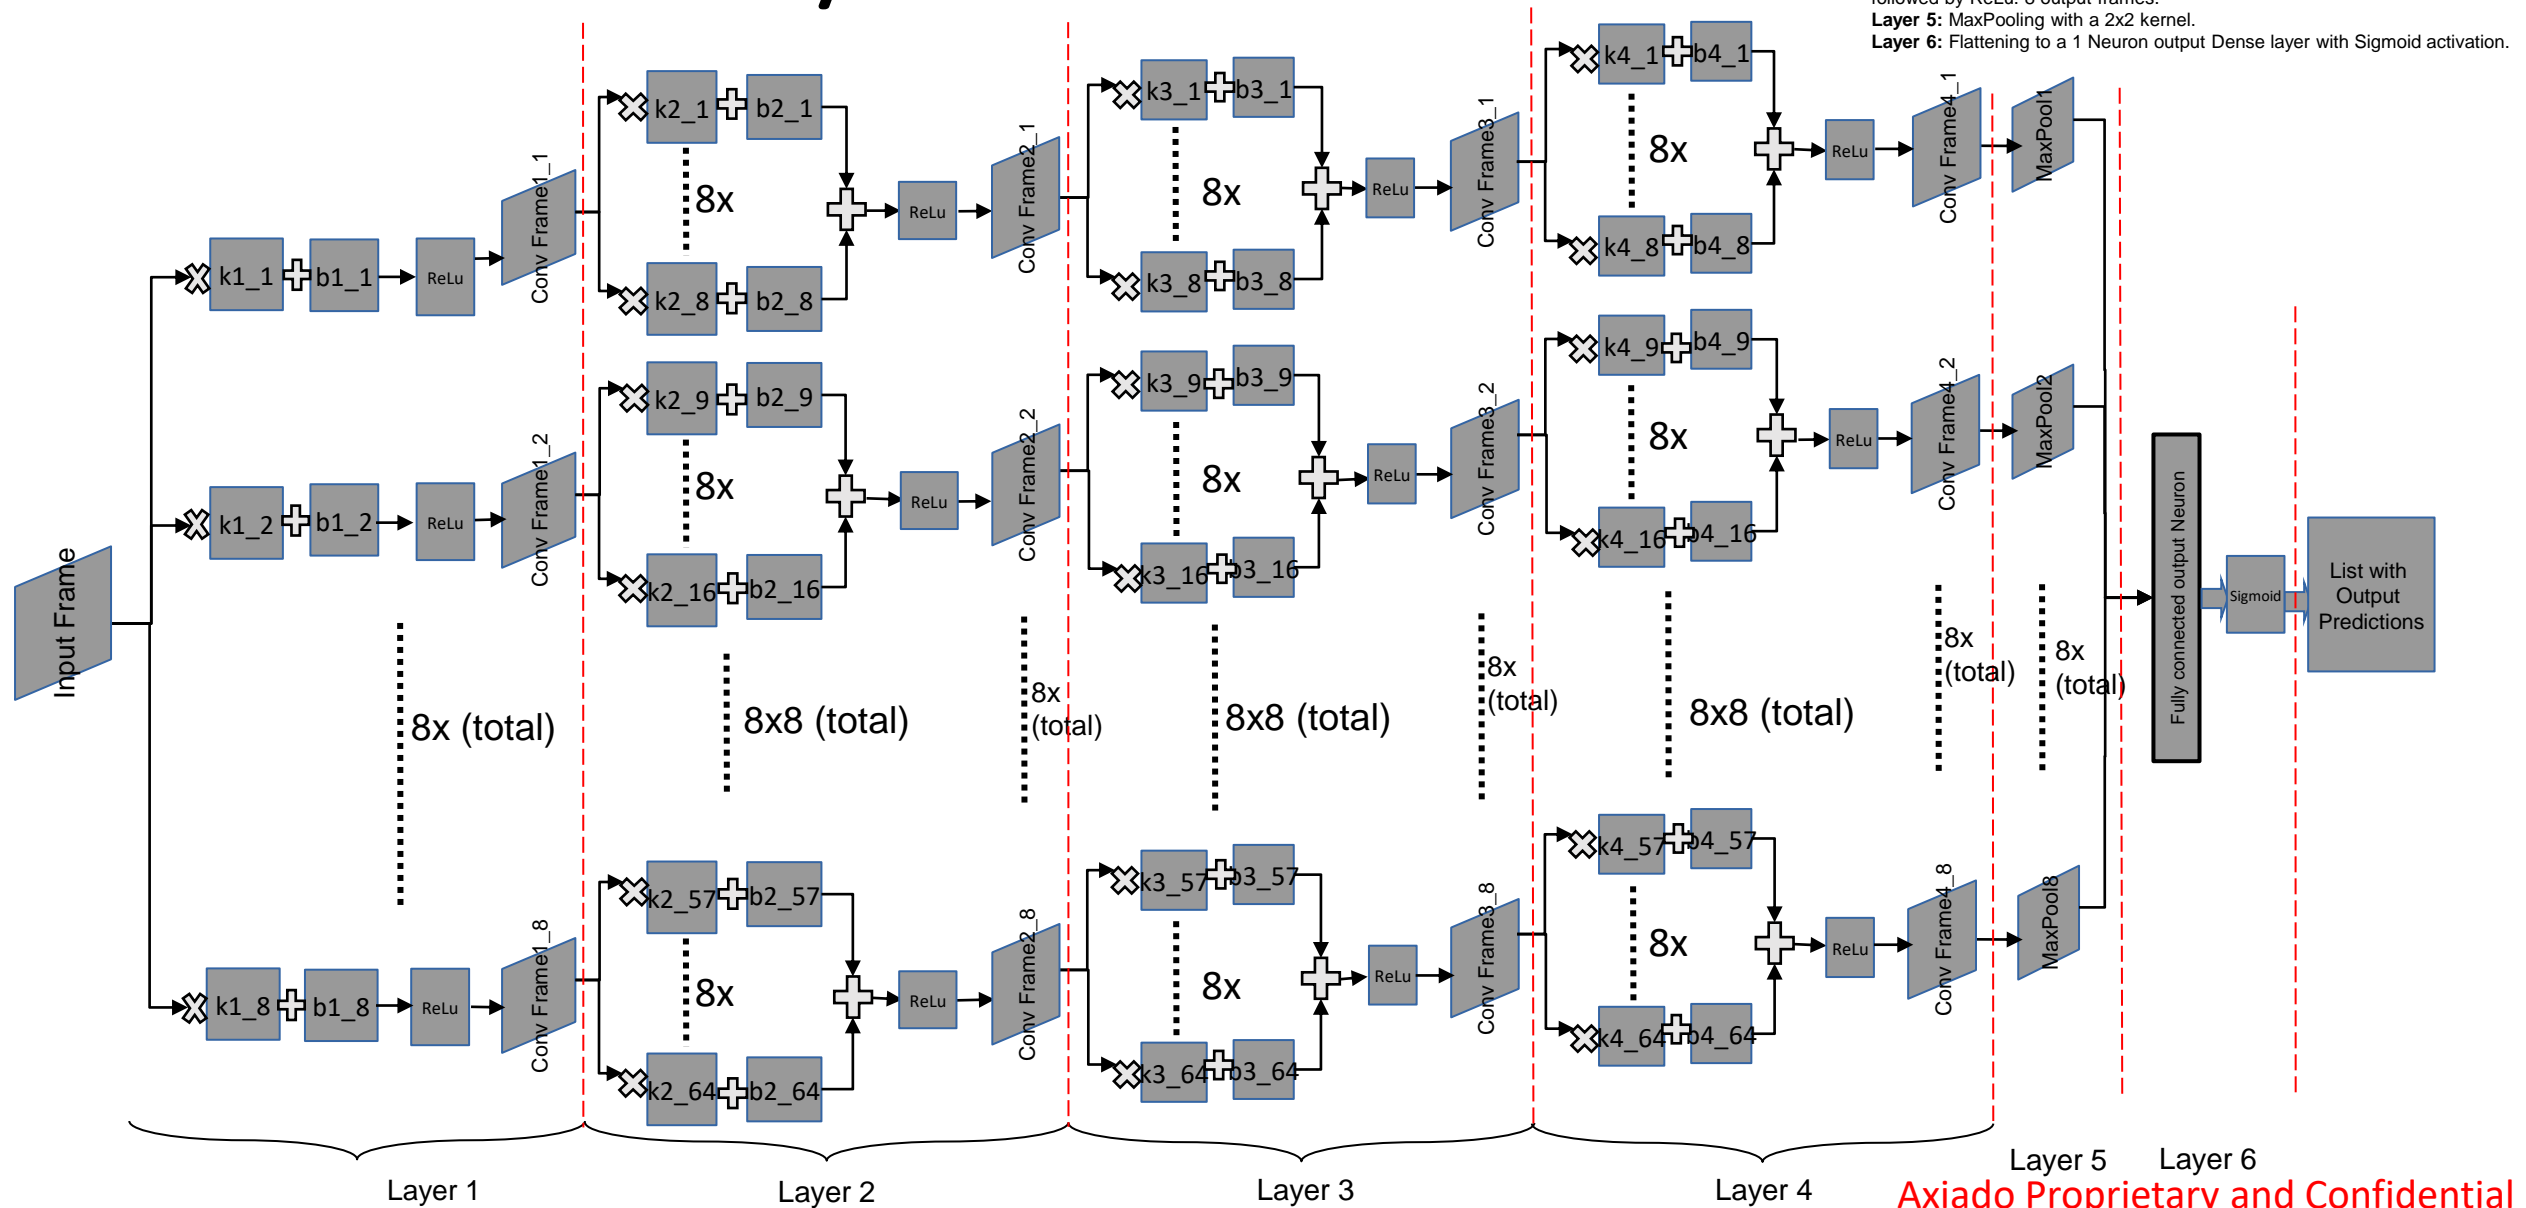 followed by ReLu. 8 output frames.
Layer 5: MaxPooling with a 2x2 kernel.
Layer 6: Flattening to a 1 Neuron output Dense layer with Sigmoid activation.
Input Frame
k1_1
b1_1
ReLu
Conv Frame1_1
k1_2
b1_2
ReLu
Conv Frame1_2
8x (total)
k1_8
b1_8
ReLu
Conv Frame1_8
Layer 1
k2_1
b2_1
8x
k2_8
b2_8
ReLu
Conv Frame2_1
k2_9
b2_9
8x
k2_16
b2_16
ReLu
Conv Frame2_2
8x8 (total)
8x
(total)
k2_57
b2_57
8x
k2_64
b2_64
ReLu
Conv Frame2_8
Layer 2
k3_1
b3_1
8x
k3_8
b3_8
ReLu
Conv Frame3_1
k3_9
b3_9
8x
k3_16
b3_16
ReLu
Conv Frame3_2
8x8 (total)
8x
(total)
k3_57
b3_57
8x
k3_64
b3_64
ReLu
Conv Frame3_8
Layer 3
k4_1
b4_1
8x
k4_8
b4_8
ReLu
Conv Frame4_1
k4_9
b4_9
8x
k4_16
b4_16
ReLu
Conv Frame4_2
8x8 (total)
8x
(total)
k4_57
b4_57
8x
k4_64
b4_64
ReLu
Conv Frame4_8
Layer 4
MaxPool1
MaxPool2
8x
(total)
MaxPool8
Layer 5
Fully connected output Neuron
Sigmoid
Layer 6
List with
Output
Predictions
Axiado Proprietary and Confidential